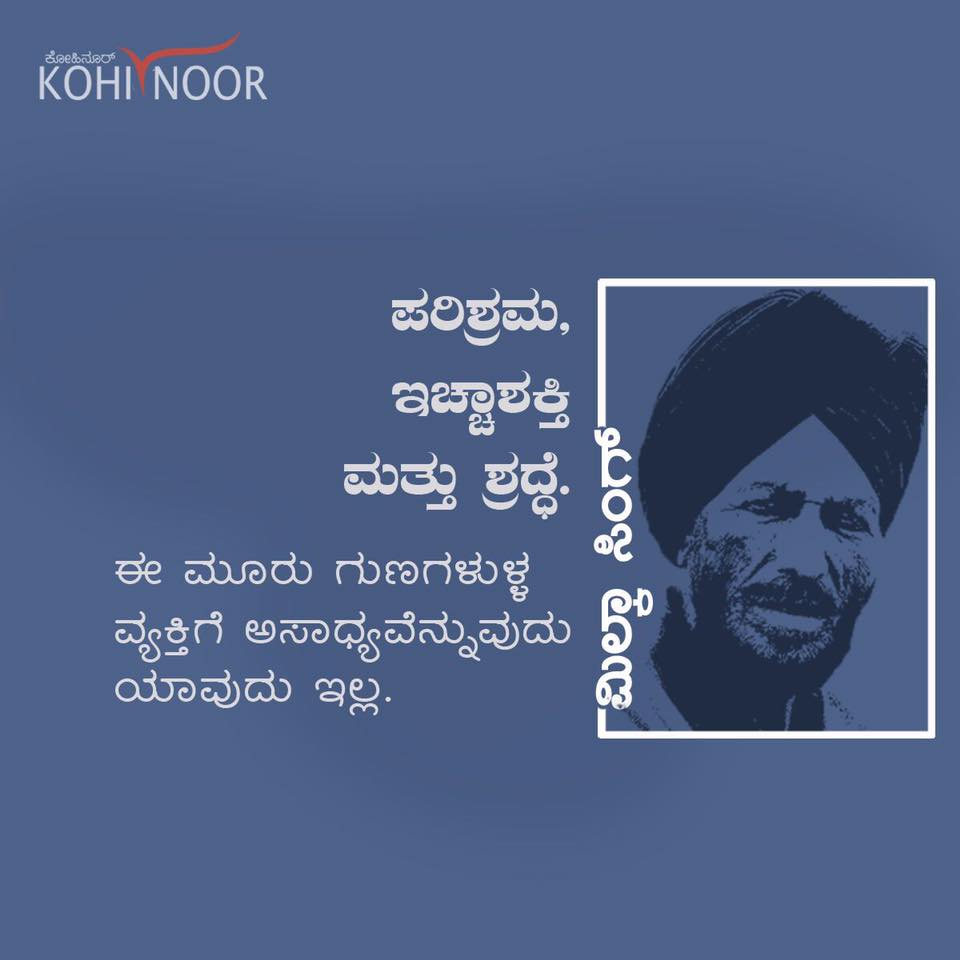 ಕೋಹಿನೂರ್
KOHINOOR
ಪರಿಶ್ರಮ,
ಇಚ್ಚಾಶಕ್ತಿ
ಮತ್ತು ಶ್ರದ್ಧೆ.
ಈ ಮೂರು ಗುಣಗಳುಳ್ಳ
ವ್ಯಕ್ತಿಗೆ ಅಸಾಧ್ಯವೆನ್ನುವುದು
ಯಾವುದು ಇಲ್ಲ.
ಮಿಲ್ಖಾ ಸಿಂಗ್